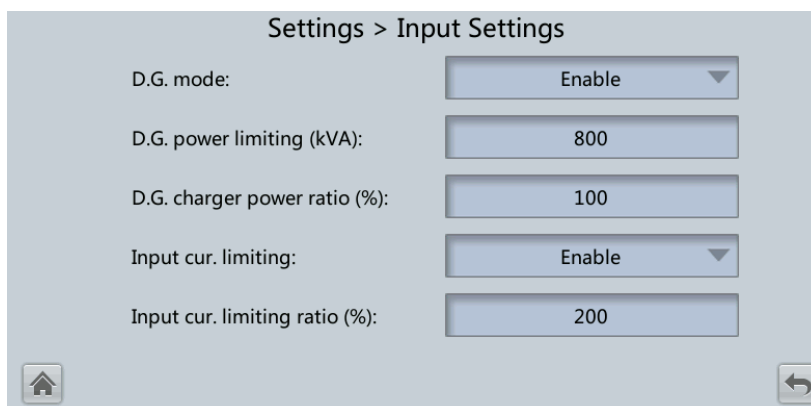 Settings > Input Settings
D.G. mode: Enable
D.G. power limiting (kVA): 800
D.G. charger power ratio (%): 100
Input cur. limiting: Enable
Input cur. limiting ratio (%): 200